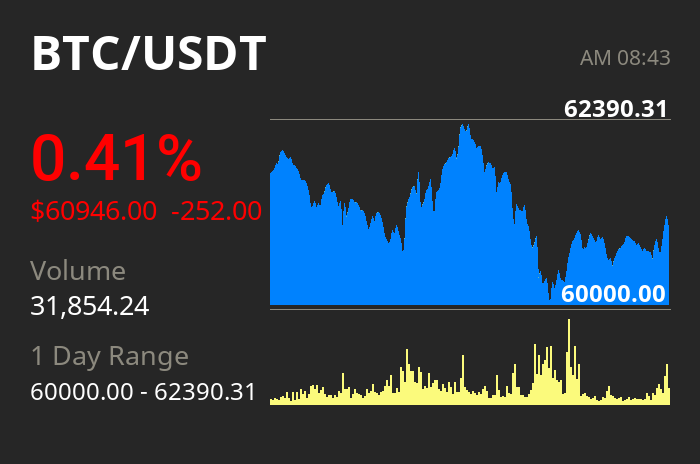 BTC/USDT
AM 08:43
62390.31
0.41%
$60946.00 -252.00
Volume
31,854.24
60000.00
1 Day Range
60000.00 - 62390.31